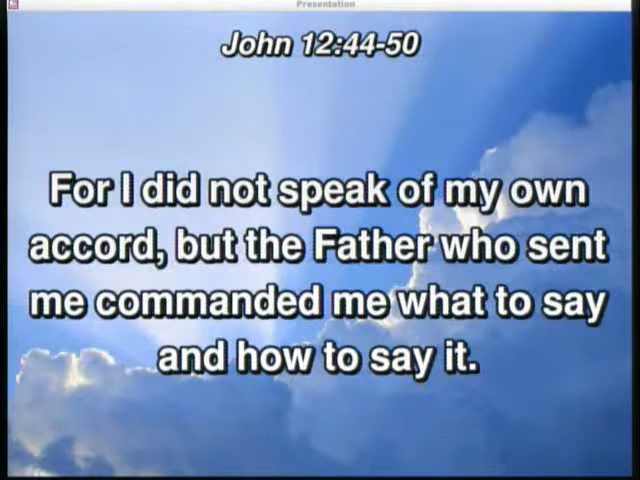 Presentation
John 12:44-50
For I did not speak of my own
accord, but the Father who sent
me commanded me what to say
and how to say it.